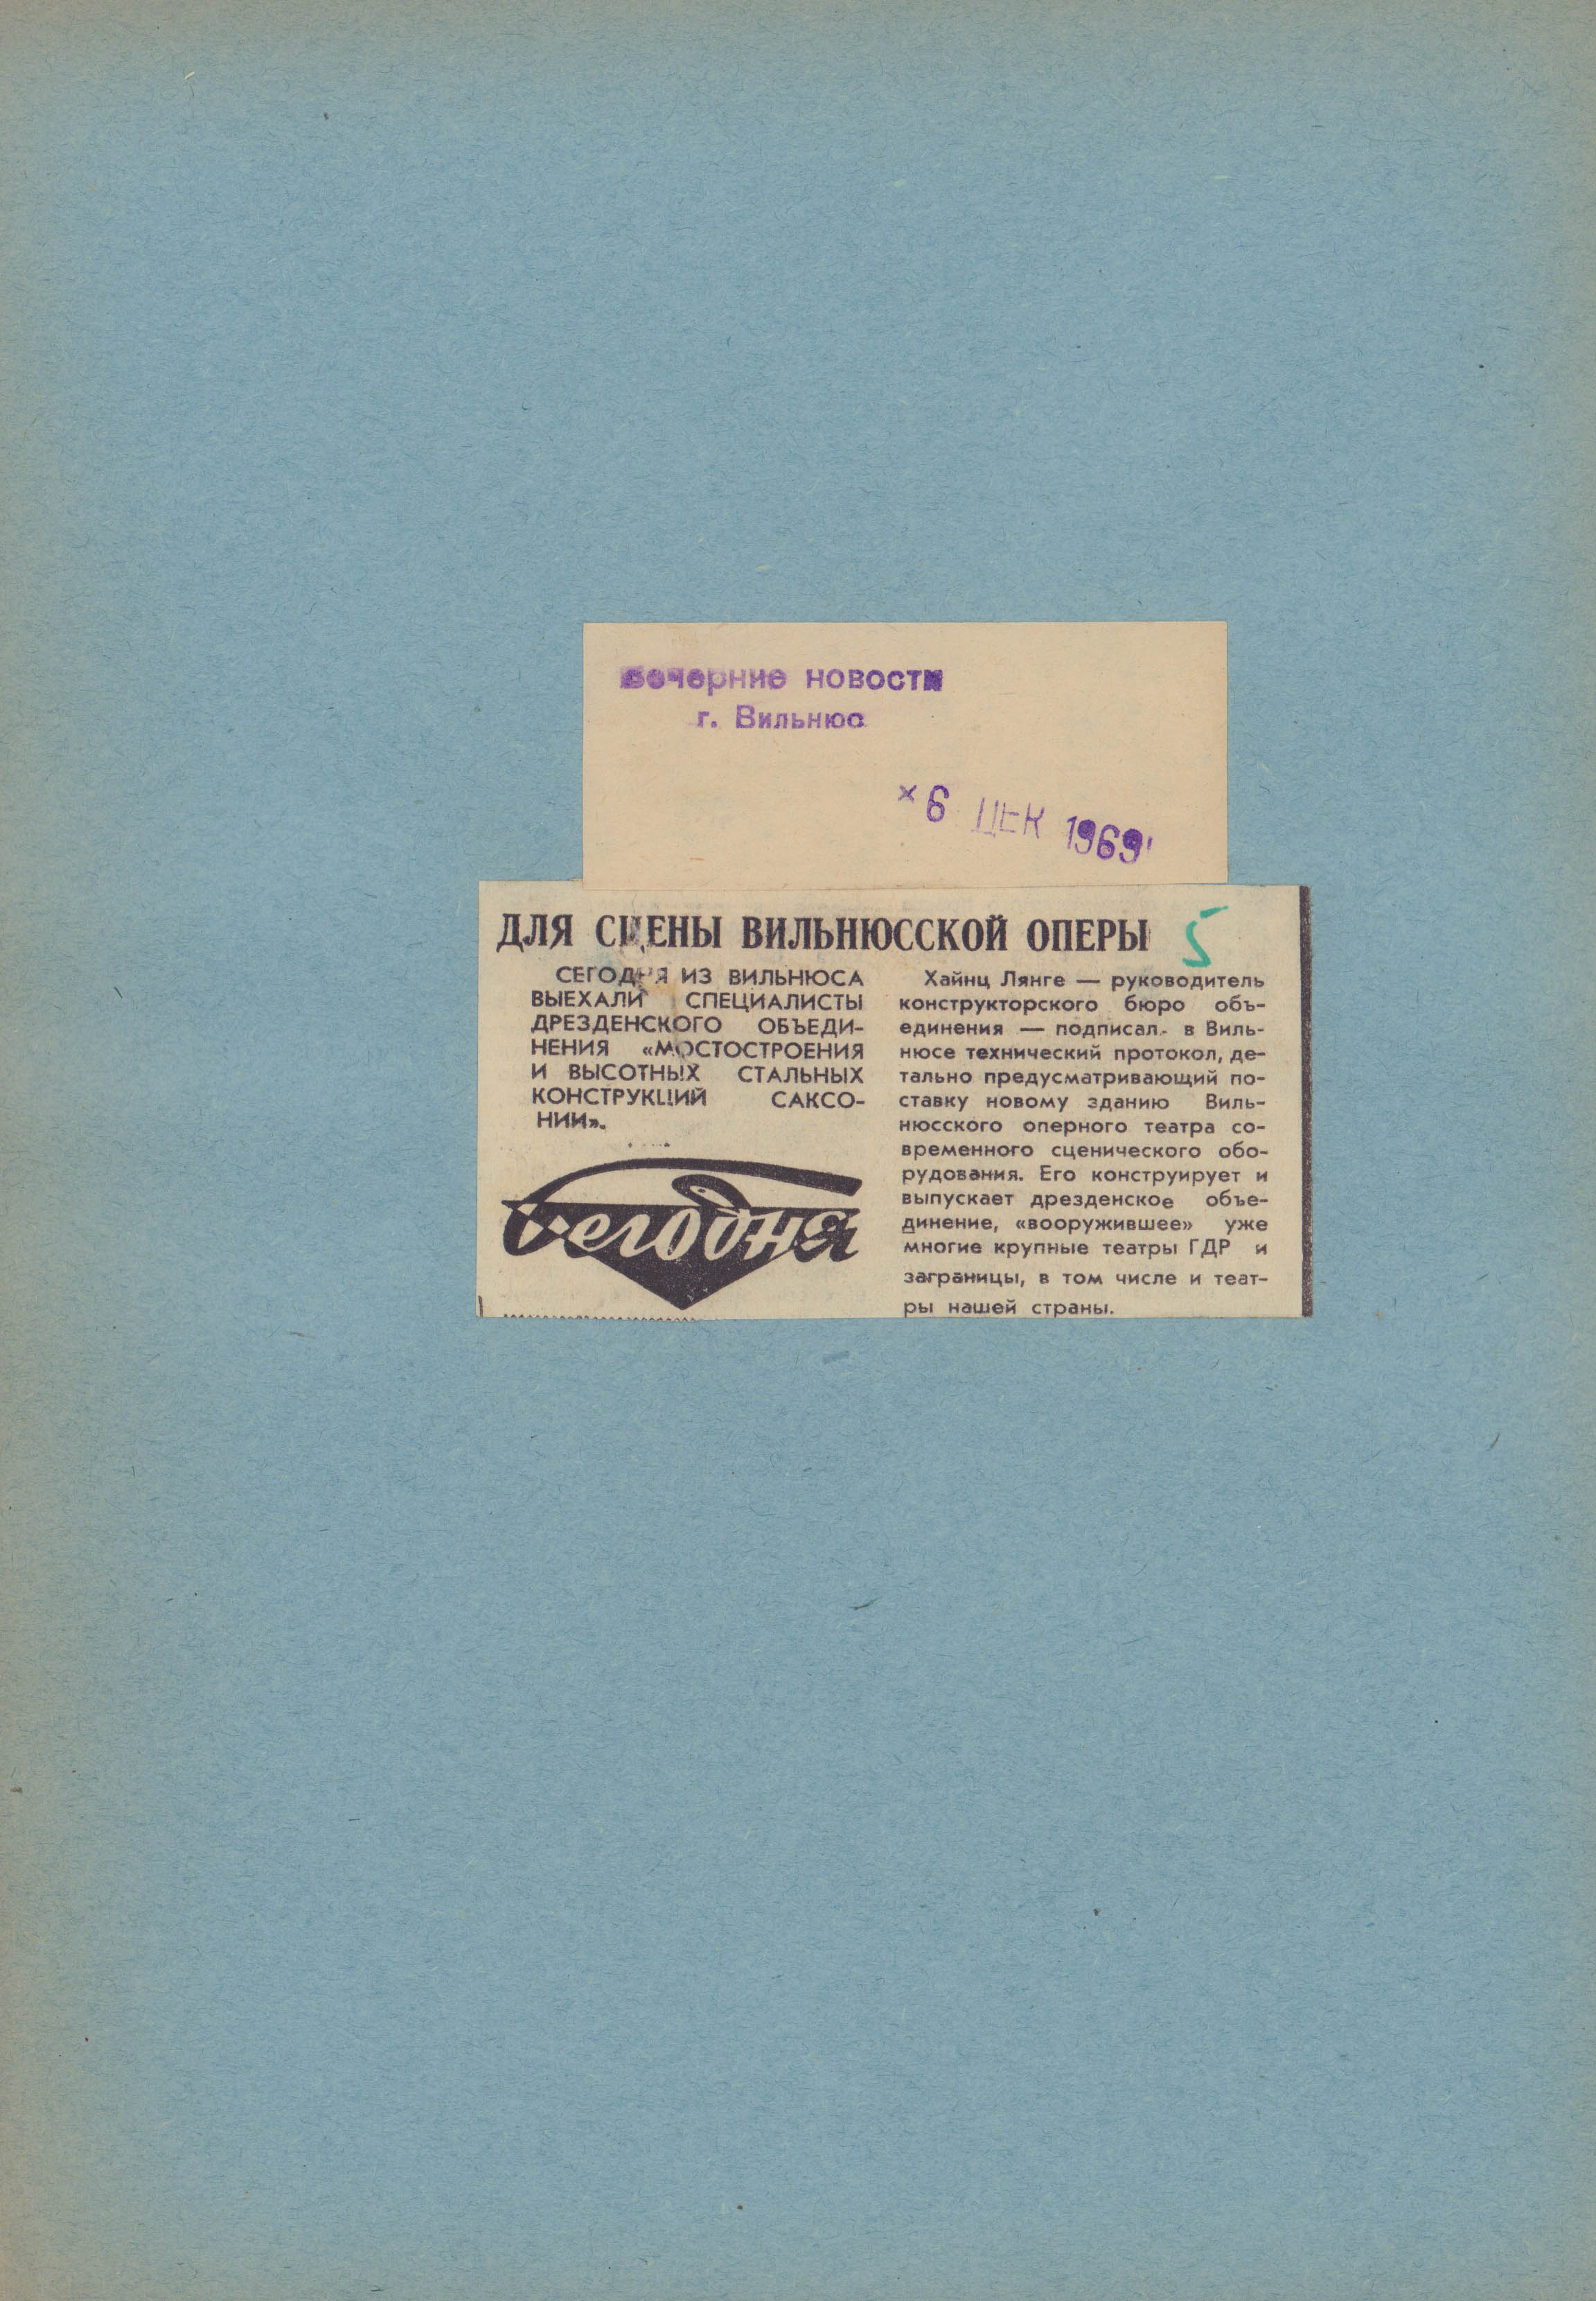 вечерние новости
г. Вильнюс
×6 ДЕК 1969
ДЛЯ СЦЕНЫ ВИЛЬНЮССКОЙ ОПЕРЫ
5
СЕГОДНЯ ИЗ ВИЛЬНЮСА
ВЫЕХАЛИ СПЕЦИАЛИСТЫ
ДРЕЗДЕНСКОГО ОБЪЕДИ-
НЕНИЯ «МОСТОСТРОЕНИЯ
И ВЫСОТНЫХ СТАЛЬНЫХ
КОНСТРУКЦИЙ САКСО-
НИИ».
Сегодня
Хайнц Лянге — руководитель
конструкторского бюро объ-
единения — подписал в Виль-
нюсе технический протокол, де-
тально предусматривающий по-
ставку новому зданию Виль-
нюсского оперного театра со-
временного сценического обо-
рудования. Его конструирует и
выпускает дрезденское объе-
динение, «вооружившее» уже
многие крупные театры ГДР и
заграницы, в том числе и теат-
ры нашей страны.